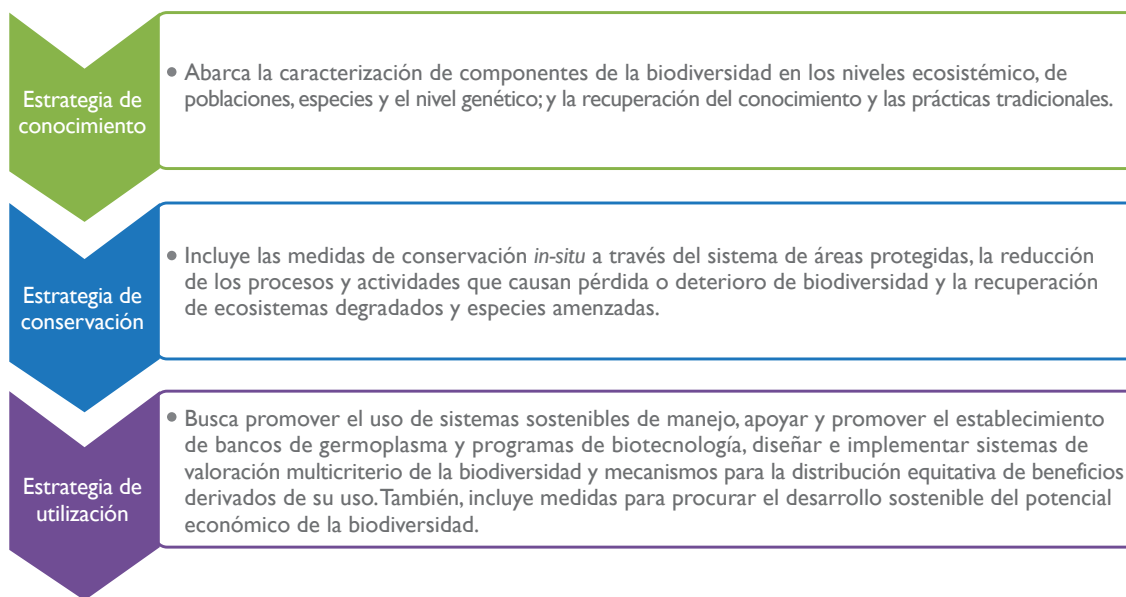 Estrategia de
conocimiento
• Abarca la caracterización de componentes de la biodiversidad en los niveles ecosistémico, de
poblaciones, especies y el nivel genético; y la recuperación del conocimiento y las prácticas tradicionales.
Estrategia de
conservación
• Incluye las medidas de conservación in-situ a través del sistema de áreas protegidas, la reducción
de los procesos y actividades que causan pérdida o deterioro de biodiversidad y la recuperación
de ecosistemas degradados y especies amenzadas.
Estrategia de
utilización
• Busca promover el uso de sistemas sostenibles de manejo, apoyar y promover el establecimiento
de bancos de germoplasma y programas de biotecnología, diseñar e implementar sistemas de
valoración multicriterio de la biodiversidad y mecanismos para la distribución equitativa de beneficios
derivados de su uso. También, incluye medidas para procurar el desarrollo sostenible del potencial
económico de la biodiversidad.